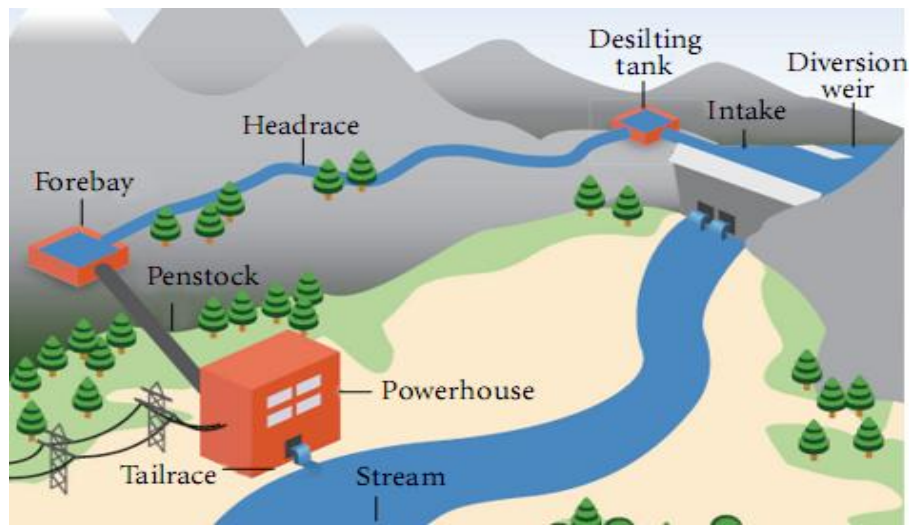 Desilting
tank
Diversion
weir
Intake
Headrace
Forebay
Penstock
Powerhouse
Tailrace
Stream